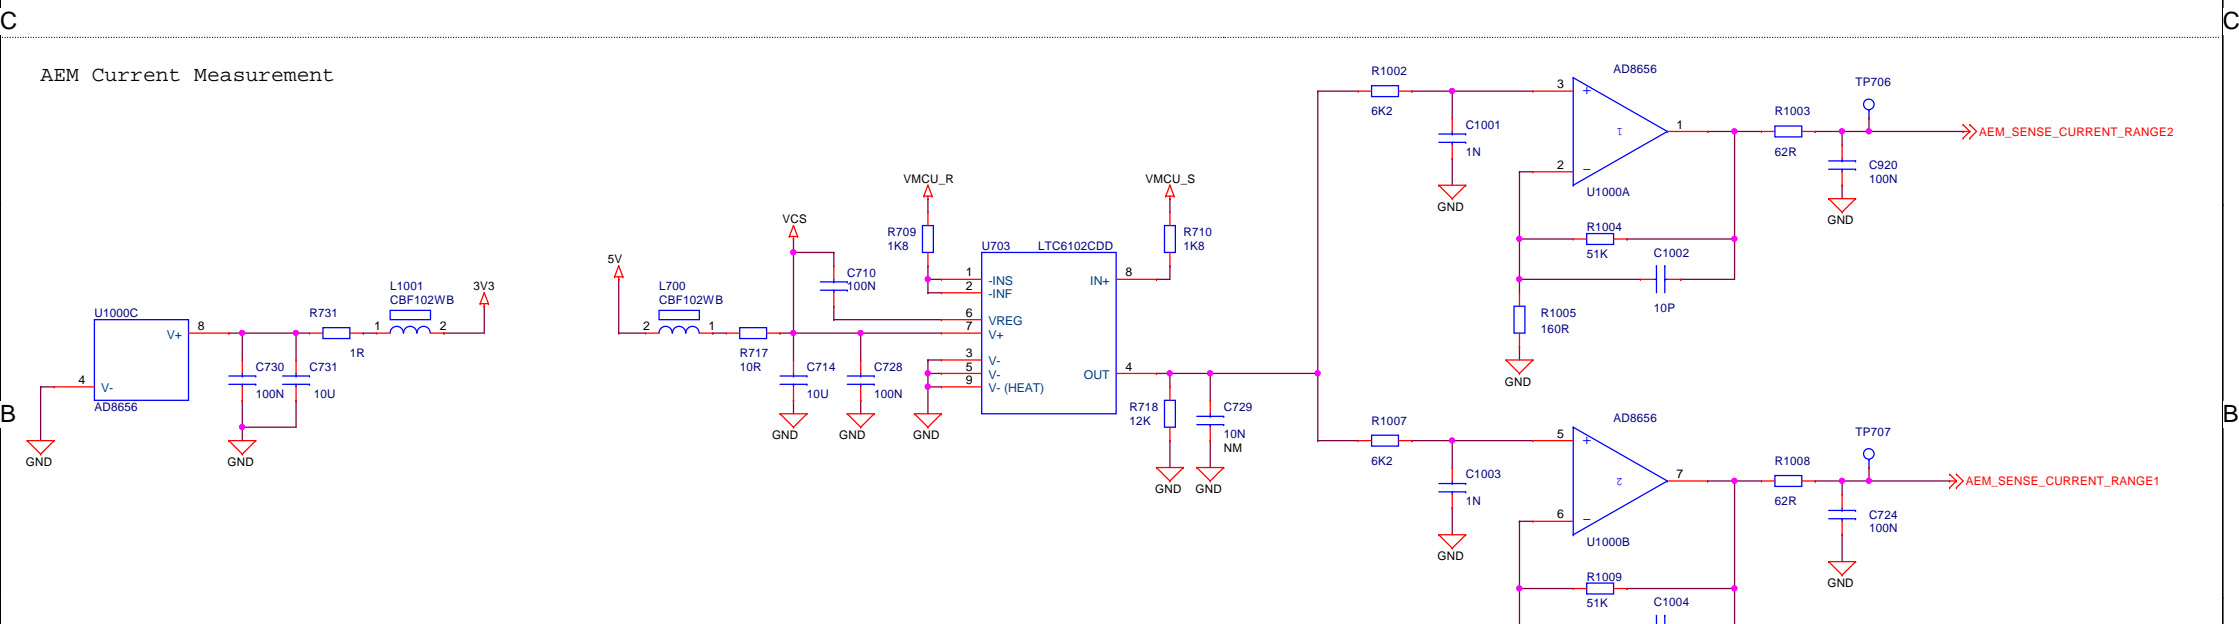 C
C
AEM Current Measurement
U1000C
V+
8
4
V-
AD8656
GND
C730
100N
C731
10U
GND
R731
1R
L1001
CBF102WB
1
2
3V3
5V
L700
CBF102WB
2
1
R717
10R
VCS
C710
100N
C714
10U
GND
C728
100N
GND
VMCU_R
R709
1K8
U703
LTC6102CDD
1
-INS
2
-INF
6
VREG
7
V+
3
V-
5
V-
9
V- (HEAT)
GND
IN+
8
OUT
4
VMCU_S
R710
1K8
R718
12K
GND
C729
10N
NM
GND
R1002
6K2
C1001
1N
GND
AD8656
3
+
1
1
2
-
U1000A
R1004
51K
C1002
10P
R1005
160R
GND
R1003
62R
TP706
C920
100N
GND
AEM_SENSE_CURRENT_RANGE2
B
B
R1007
6K2
C1003
1N
GND
AD8656
5
+
2
7
6
-
U1000B
R1009
51K
C1004
R1008
62R
TP707
C724
100N
GND
AEM_SENSE_CURRENT_RANGE1